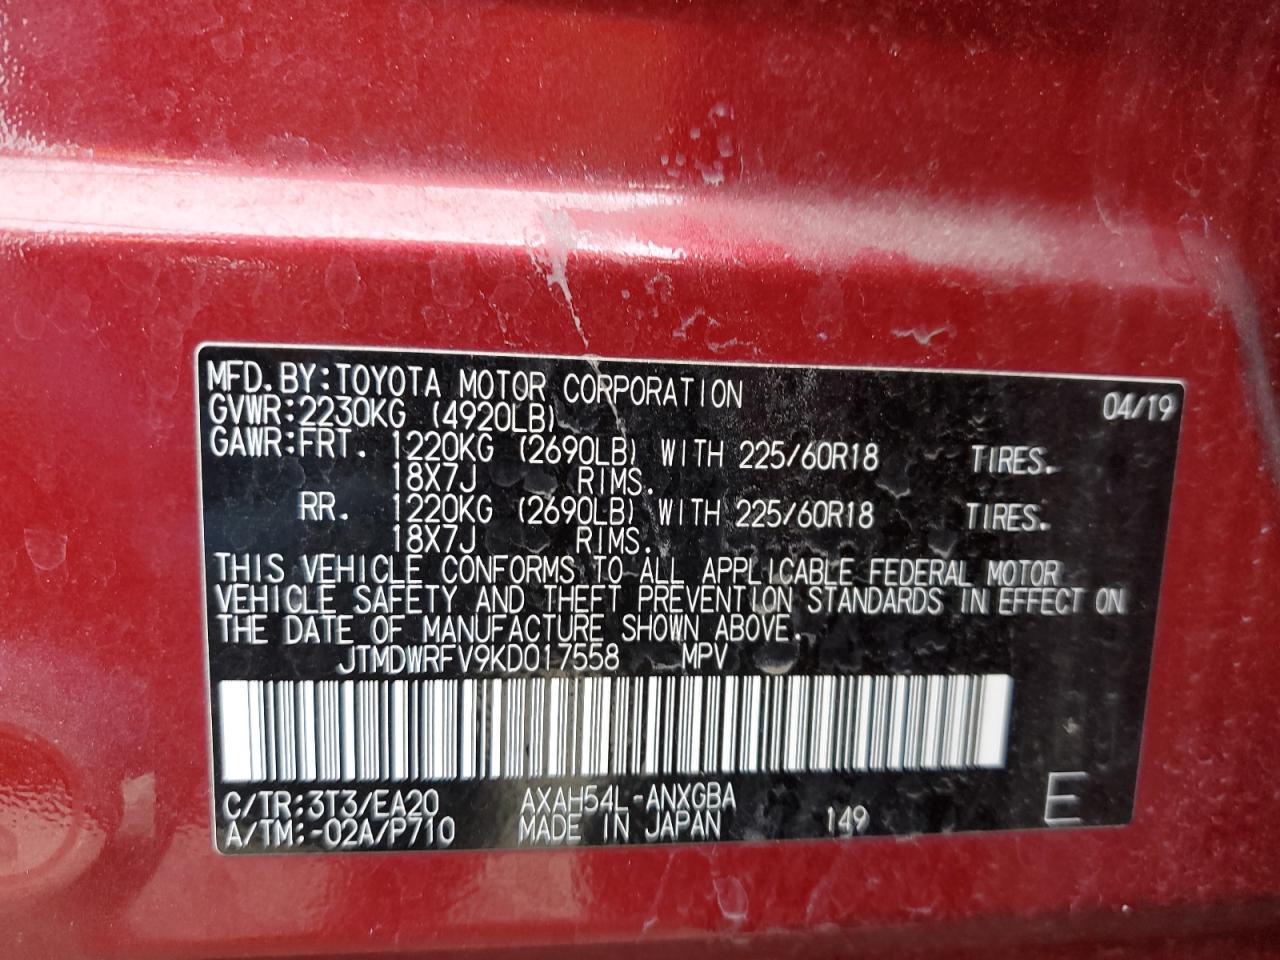 MFD.BY:TOYOTA MOTOR CORPORATION 04/19
GVWR:2230KG (4920LB)
GAWR:FRT. 1220KG (2690LB) WITH 225/60R18 TIRES.
18X7J RIMS.
RR. 1220KG (2690LB) WITH 225/60R18 TIRES.
18X7J RIMS.
THIS VEHICLE CONFORMS TO ALL APPLICABLE FEDERAL MOTOR
VEHICLE SAFETY AND THEFT PREVENTION STANDARDS IN EFFECT ON
THE DATE OF MANUFACTURE SHOWN ABOVE.
JTMDWRFV9KD017558 MPV
C/TR:3T3/EA20 AXAH54L-ANXGBA E
A/TM:-02A/P710 MADE IN JAPAN 149